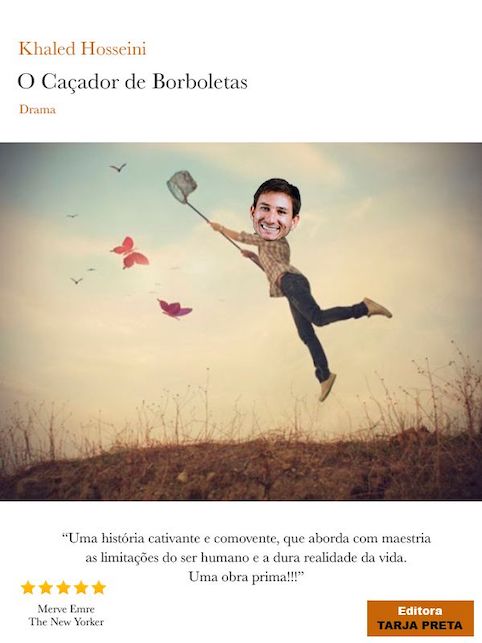 Khaled Hosseini
O Caçador de Borboletas
Drama
“Uma história cativante e comovente, que aborda com maestria
as limitações do ser humano e a dura realidade da vida.
Uma obra prima!!!”
Merve Emre
The New Yorker
Editora
TARJA PRETA